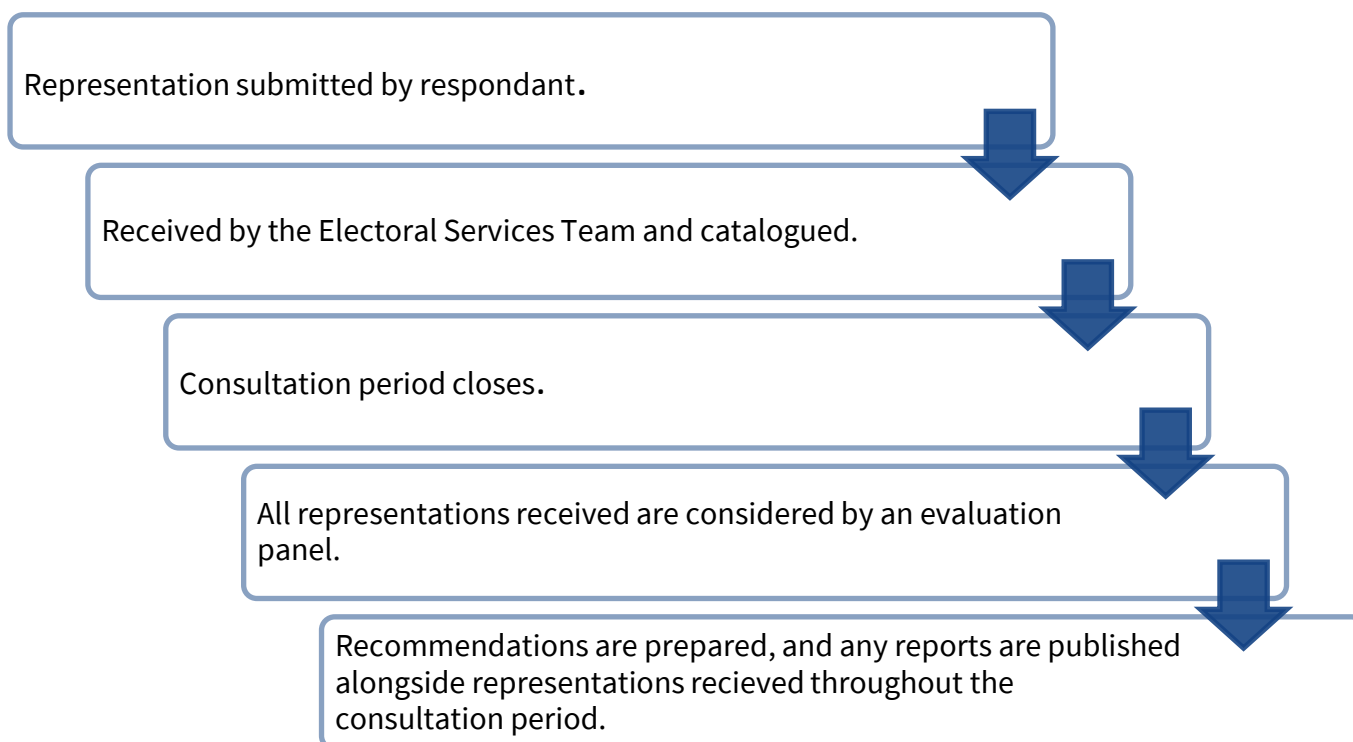 Representation submitted by respondant.
Received by the Electoral Services Team and catalogued.
Consultation period closes.
All representations received are considered by an evaluation
panel.
Recommendations are prepared, and any reports are published
alongside representations recieved throughout the
consultation period.